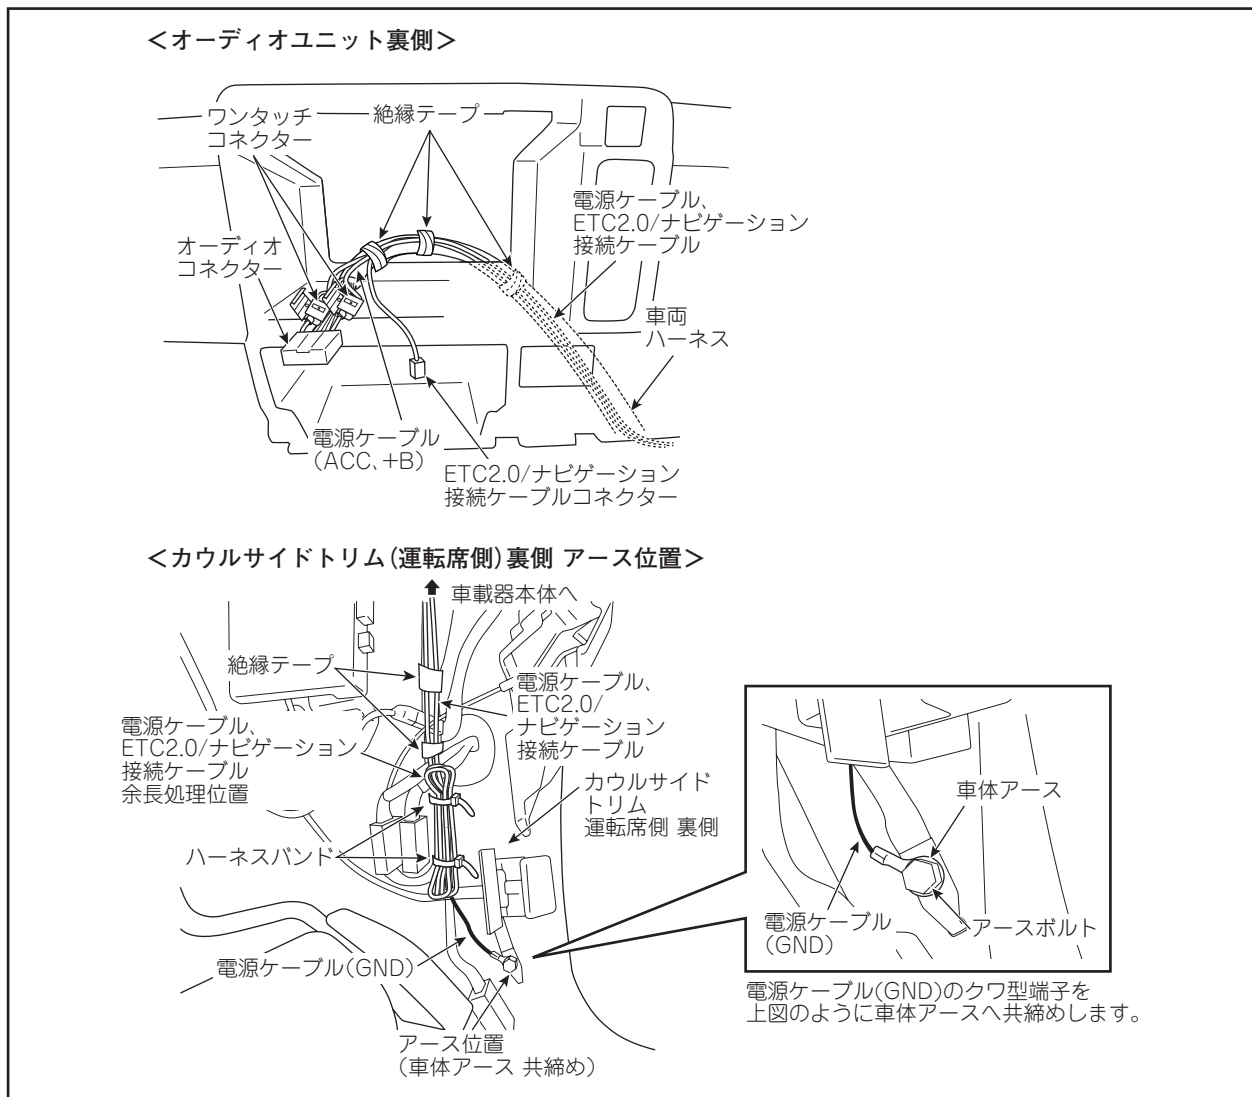 ＜オーディオユニット裏側＞
ワンタッチ
コネクター
絶縁テープ
電源ケーブル、
ETC2.0/ナビゲーション
接続ケーブル
オーディオ
コネクター
車両
ハーネス
電源ケーブル
(ACC、+B)
ETC2.0/ナビゲーション
接続ケーブルコネクター
＜カウルサイドトリム(運転席側)裏側 アース位置＞
車載器本体へ
絶縁テープ
電源ケーブル、
ETC2.0/
ナビゲーション
接続ケーブル
電源ケーブル、
ETC2.0/ナビゲーション
接続ケーブル
余長処理位置
カウルサイド
トリム
運転席側 裏側
ハーネスバンド
電源ケーブル(GND)
アース位置
(車体アース 共締め)
車体アース
電源ケーブル
(GND)
アースボルト
電源ケーブル(GND)のクワ型端子を
上図のように車体アースへ共締めします。